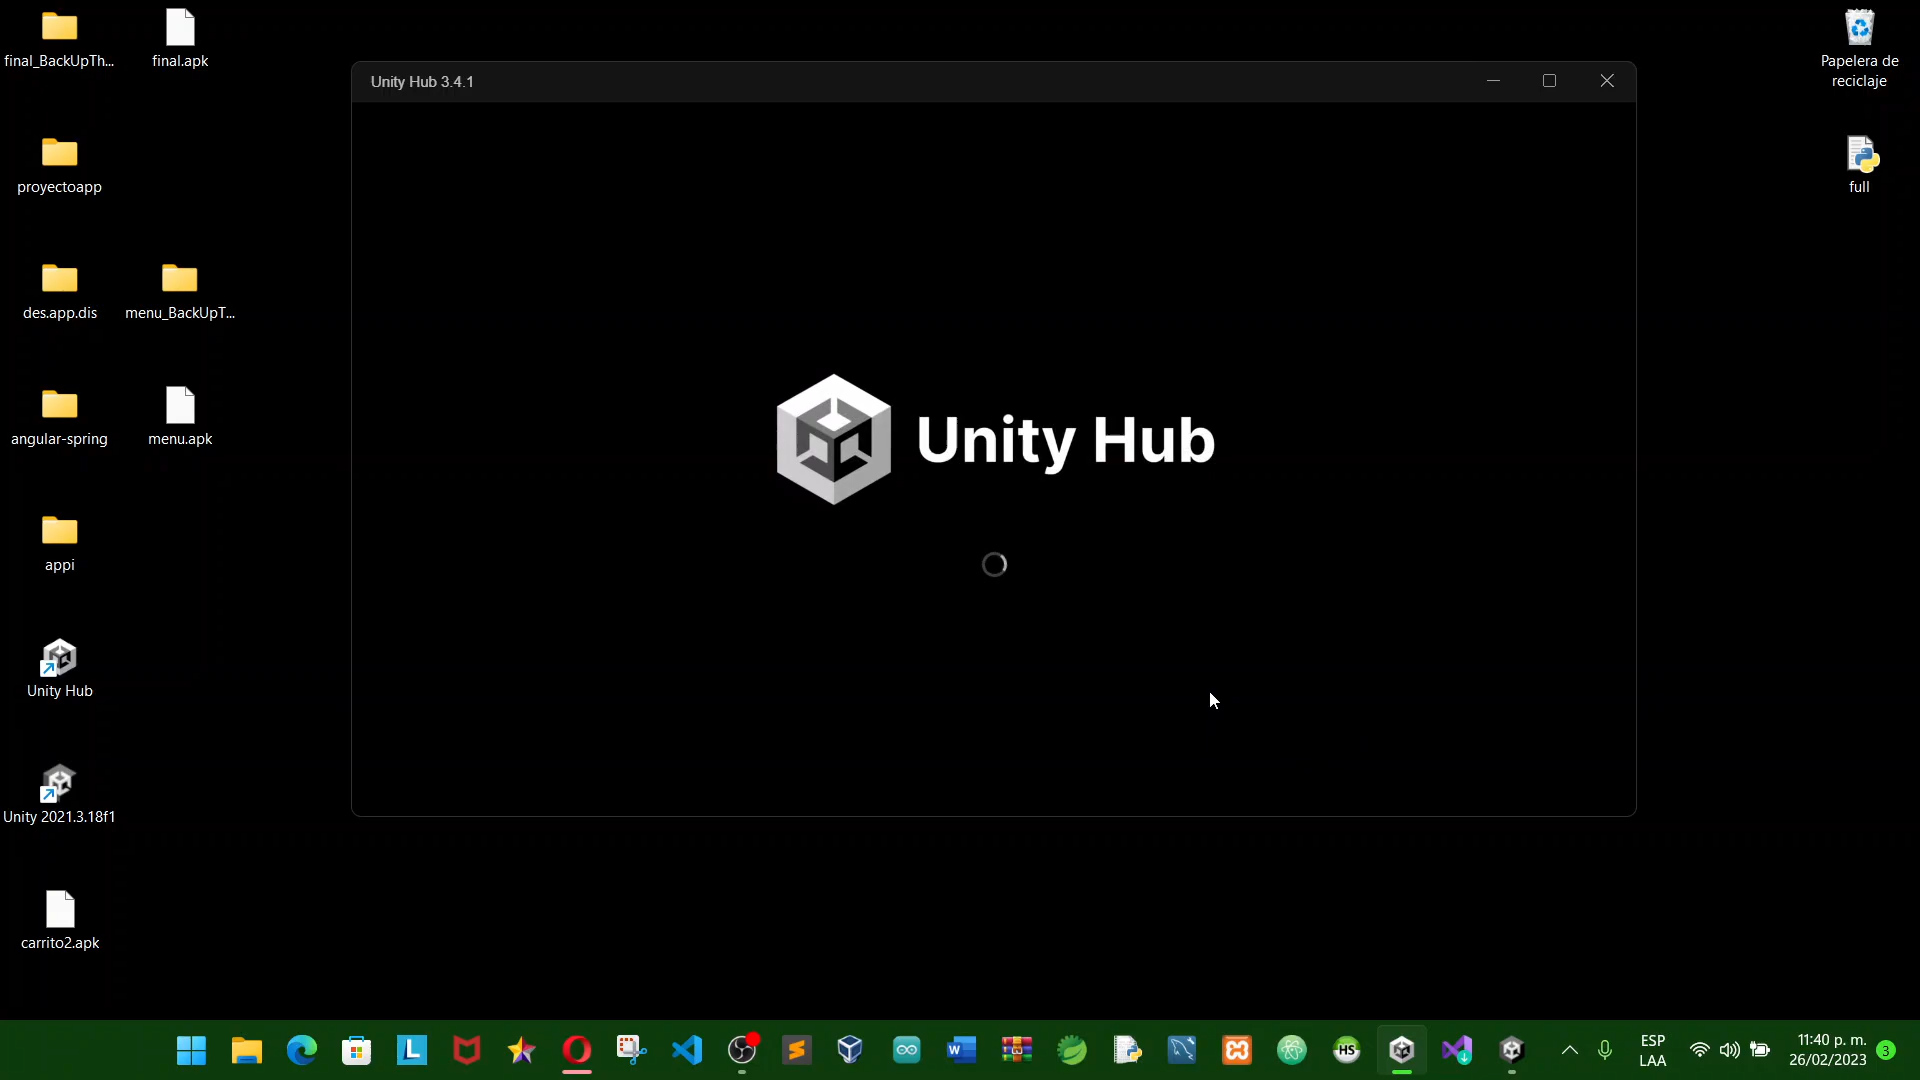 final_BackUpTh...
final.apk
Papelera de
reciclaje
Unity Hub 3.4.1
proyectoapp
full
des.app.dis
menu_BackUpT...
angular-spring
menu.apk
Unity Hub
appi
Unity Hub
Unity 2021.3.18f1
carrito2.apk
L
HS
ESP
LAA
11:40 p. m.
26/02/2023
3